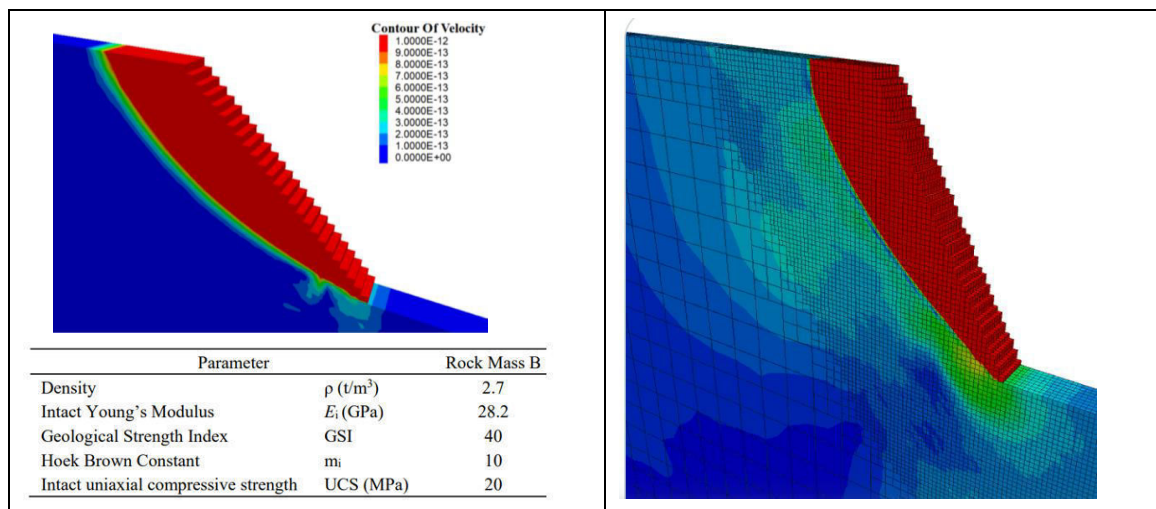 Contour Of Velocity
1.0000E-12
9.0000E-13
8.0000E-13
7.0000E-13
6.0000E-13
5.0000E-13
4.0000E-13
3.0000E-13
2.0000E-13
1.0000E-13
0.0000E+00
Parameter Rock Mass B
Density ρ (t/m³) 2.7
Intact Young's Modulus Eᵢ (GPa) 28.2
Geological Strength Index GSI 40
Hoek Brown Constant mᵢ 10
Intact uniaxial compressive strength UCS (MPa) 20